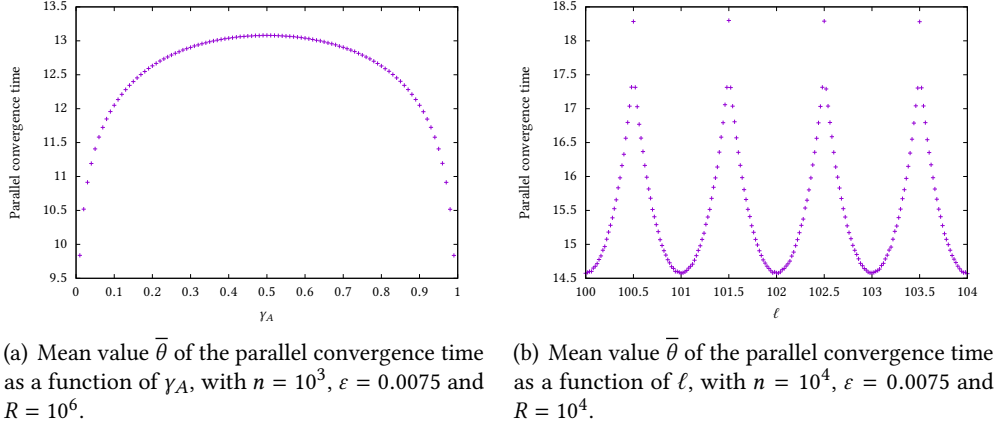 13.5
13
12.5
12
11.5
11
10.5
10
9.5
Parallel convergence time
0 0.1 0.2 0.3 0.4 0.5 0.6 0.7 0.8 0.9 1
γ_A
18.5
18
17.5
17
16.5
16
15.5
15
14.5
Parallel convergence time
100 100.5 101 101.5 102 102.5 103 103.5 104
ℓ
(a) Mean value θ̅ of the parallel convergence time
as a function of γ_A, with n = 10³, ε = 0.0075 and
R = 10⁶.
(b) Mean value θ̅ of the parallel convergence time
as a function of ℓ, with n = 10⁴, ε = 0.0075 and
R = 10⁴.